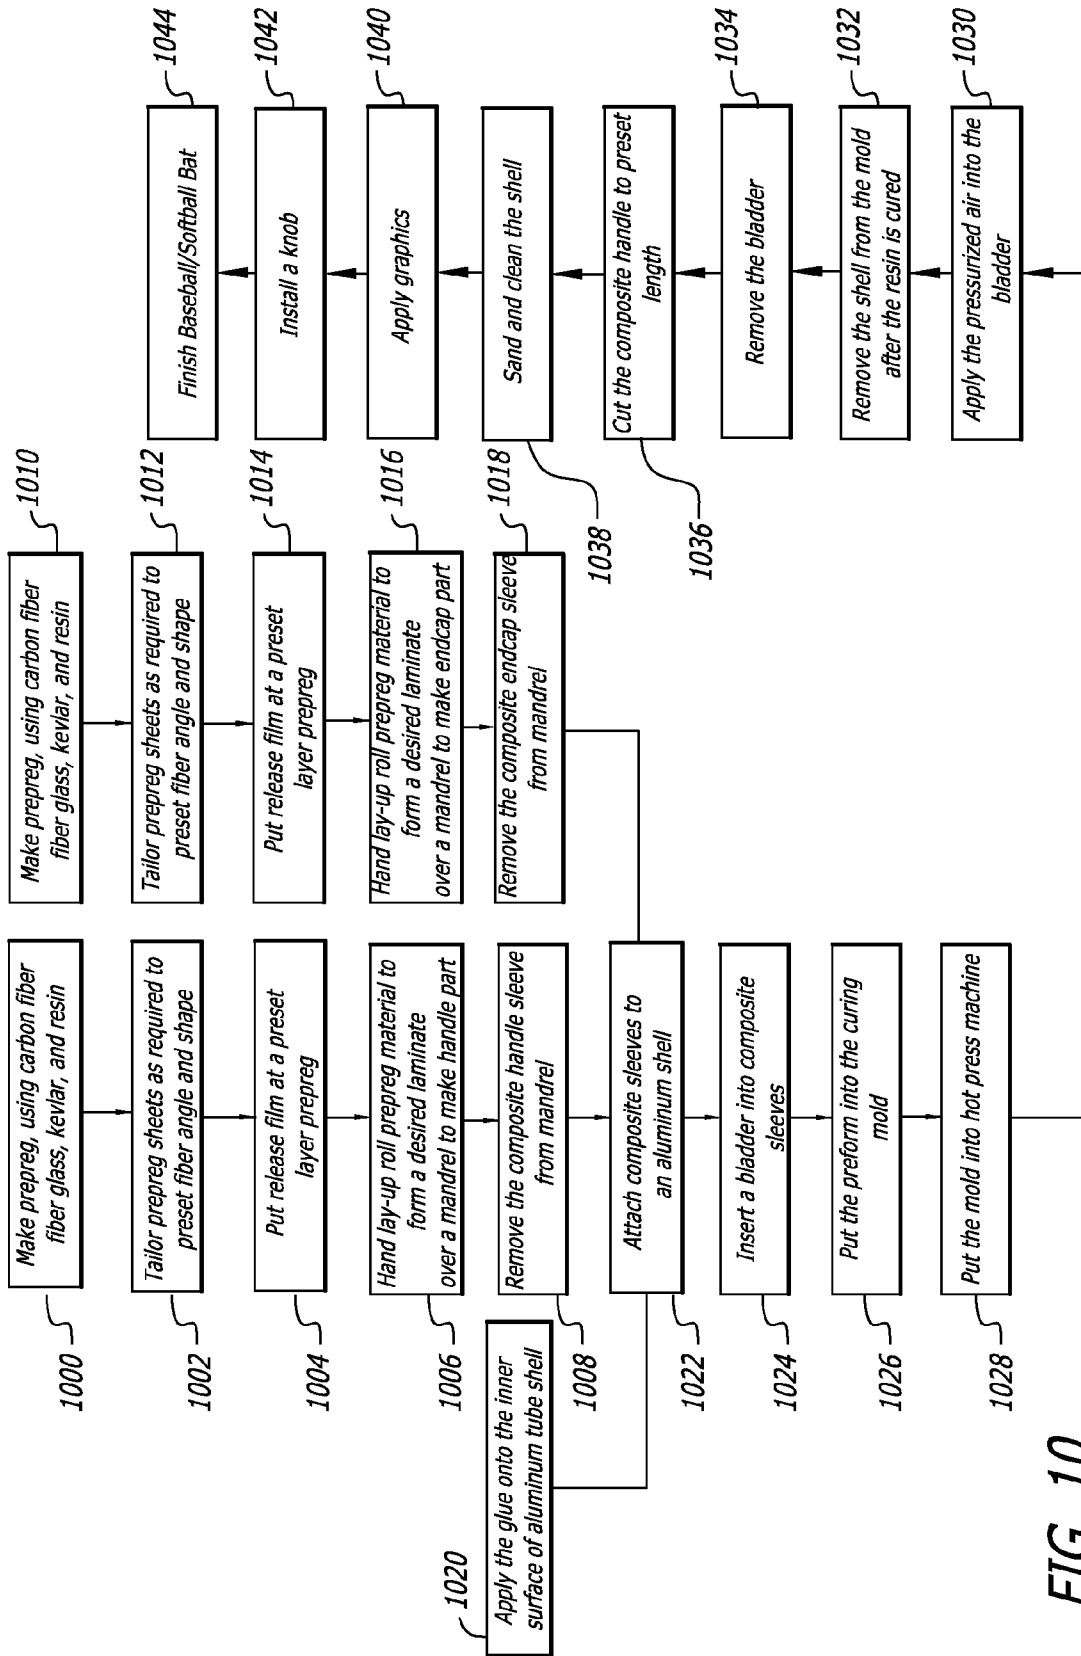 1000
Make prepreg, using carbon fiber
fiber glass, kevlar, and resin
1002
Tailor prepreg sheets as required to
preset fiber angle and shape
1004
Put release film at a preset
layer prepreg
1006
Hand lay-up roll prepreg material to
form a desired laminate
over a mandrel to make handle part
1008
Remove the composite handle sleeve
from mandrel
1010
Make prepreg, using carbon fiber
fiber glass, kevlar, and resin
1012
Tailor prepreg sheets as required to
preset fiber angle and shape
1014
Put release film at a preset
layer prepreg
1016
Hand lay-up roll prepreg material to
form a desired laminate
over a mandrel to make endcap part
1018
Remove the composite endcap sleeve
from mandrel
1020
Apply the glue onto the inner
surface of aluminum tube shell
1022
Attach composite sleeves to
an aluminum shell
1024
Insert a bladder into composite
sleeves
1026
Put the preform into the curing
mold
1028
Put the mold into hot press machine
1030
Apply the pressurized air into the
bladder
1032
Remove the shell from the mold
after the resin is cured
1034
Remove the bladder
1036
Cut the composite handle to preset
length
1038
Sand and clean the shell
1040
Apply graphics
1042
Install a knob
1044
Finish Baseball/Softball Bat
FIG. 10